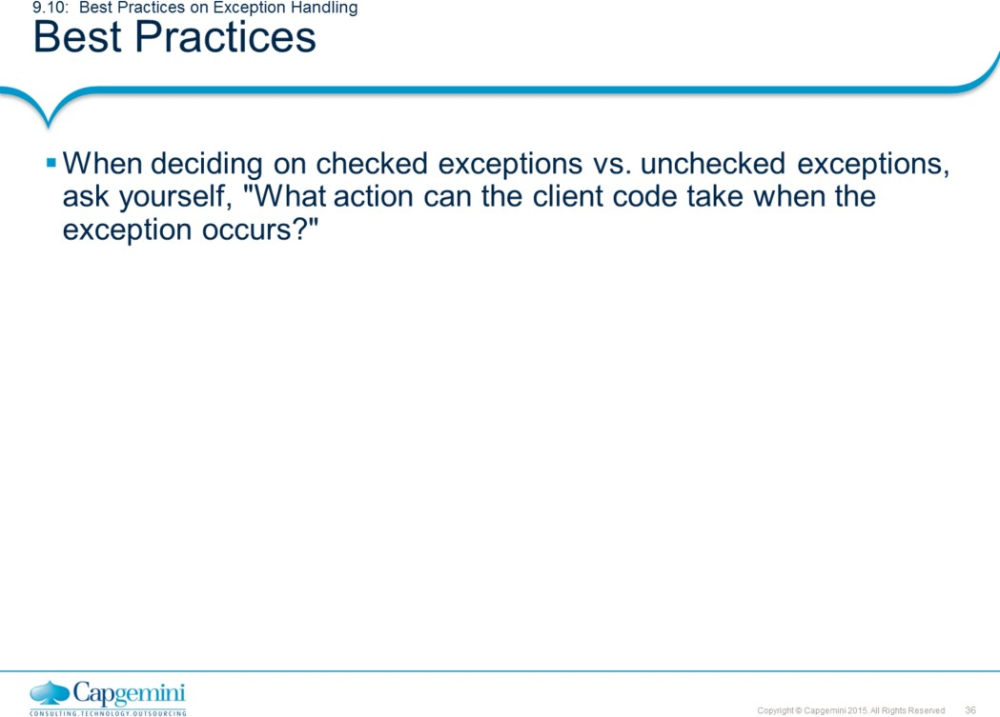 9.10: Best Practices on Exception Handling
Best Practices
When deciding on checked exceptions vs. unchecked exceptions,
ask yourself, "What action can the client code take when the
exception occurs?"
Capgemini
CONSULTING.TECHNOLOGY.OUTSOURCING
Copyright © Capgemini 2015. All Rights Reserved 36